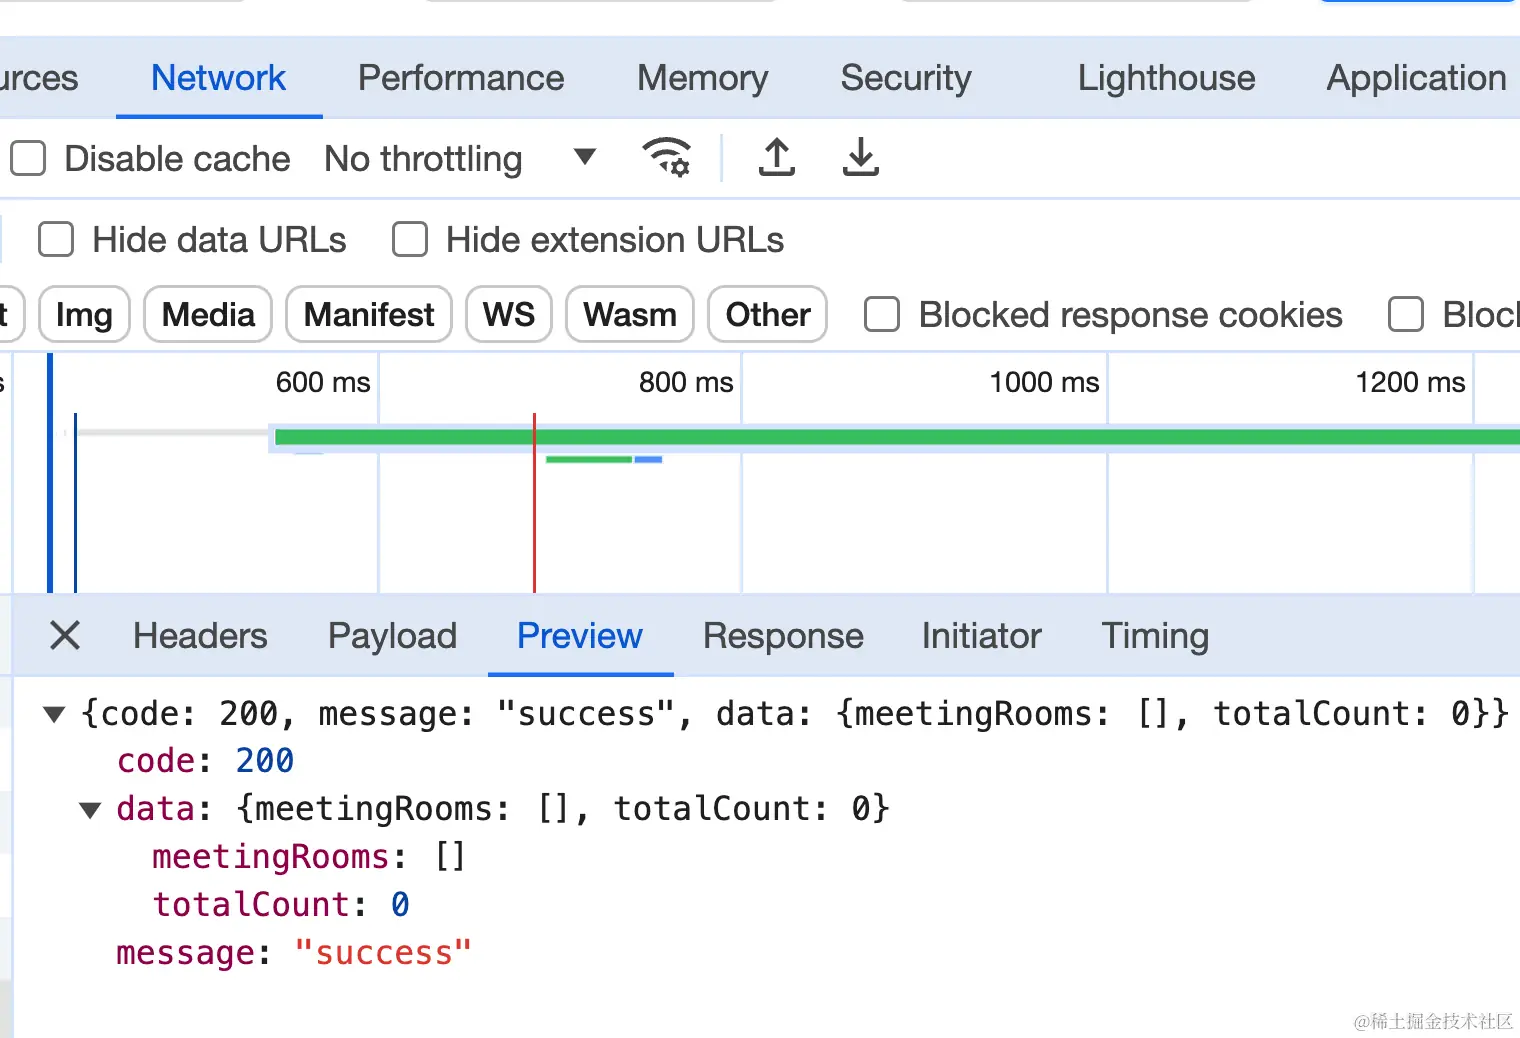 Network Performance Memory Security Lighthouse Application
Disable cache No throttling
Hide data URLs Hide extension URLs
Img Media Manifest WS Wasm Other Blocked response cookies
600 ms 800 ms 1000 ms 1200 ms
Headers Payload Preview Response Initiator Timing
{code: 200, message: "success", data: {meetingRooms: [], totalCount: 0}}
code: 200
data: {meetingRooms: [], totalCount: 0}
meetingRooms: []
totalCount: 0
message: "success"
@稀土掘金技术社区